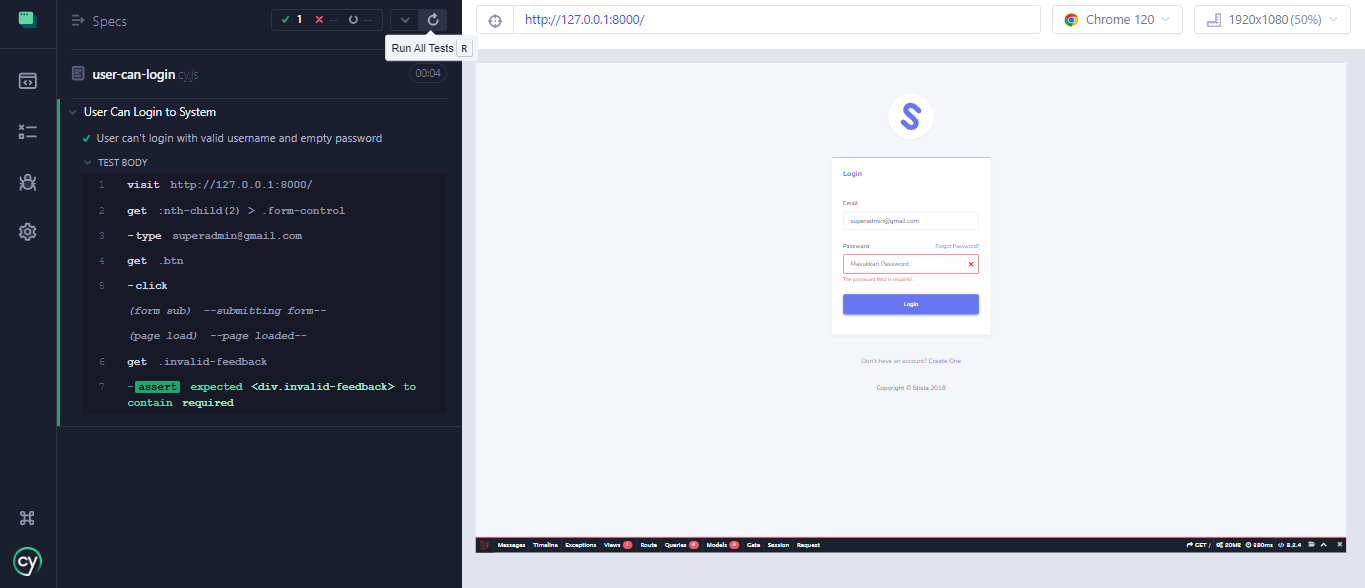 Specs
1 -- --
Run All Tests R
user-can-login.cy.js
00:04
User Can Login to System
User can't login with valid username and empty password
TEST BODY
1 visit http://127.0.0.1:8000/
2 get :nth-child(2) > .form-control
3 -type superadmin@gmail.com
4 get .btn
5 -click
(form sub) --submitting form--
(page load) --page loaded--
6 get .invalid-feedback
7 -assert expected <div.invalid-feedback> to
contain required
cy
http://127.0.0.1:8000/
Chrome 120
1920x1080 (50%)
Login
Email
superadmin@gmail.com
Password Forgot Password?
Masukkan Password
The password field is required.
Login
Don't have an account? Create One
Copyright © Stisla 2018
Messages Timeline Exceptions Views Route Queries Models Gate Session Request
GET / 20MB 680ms 8.2.4